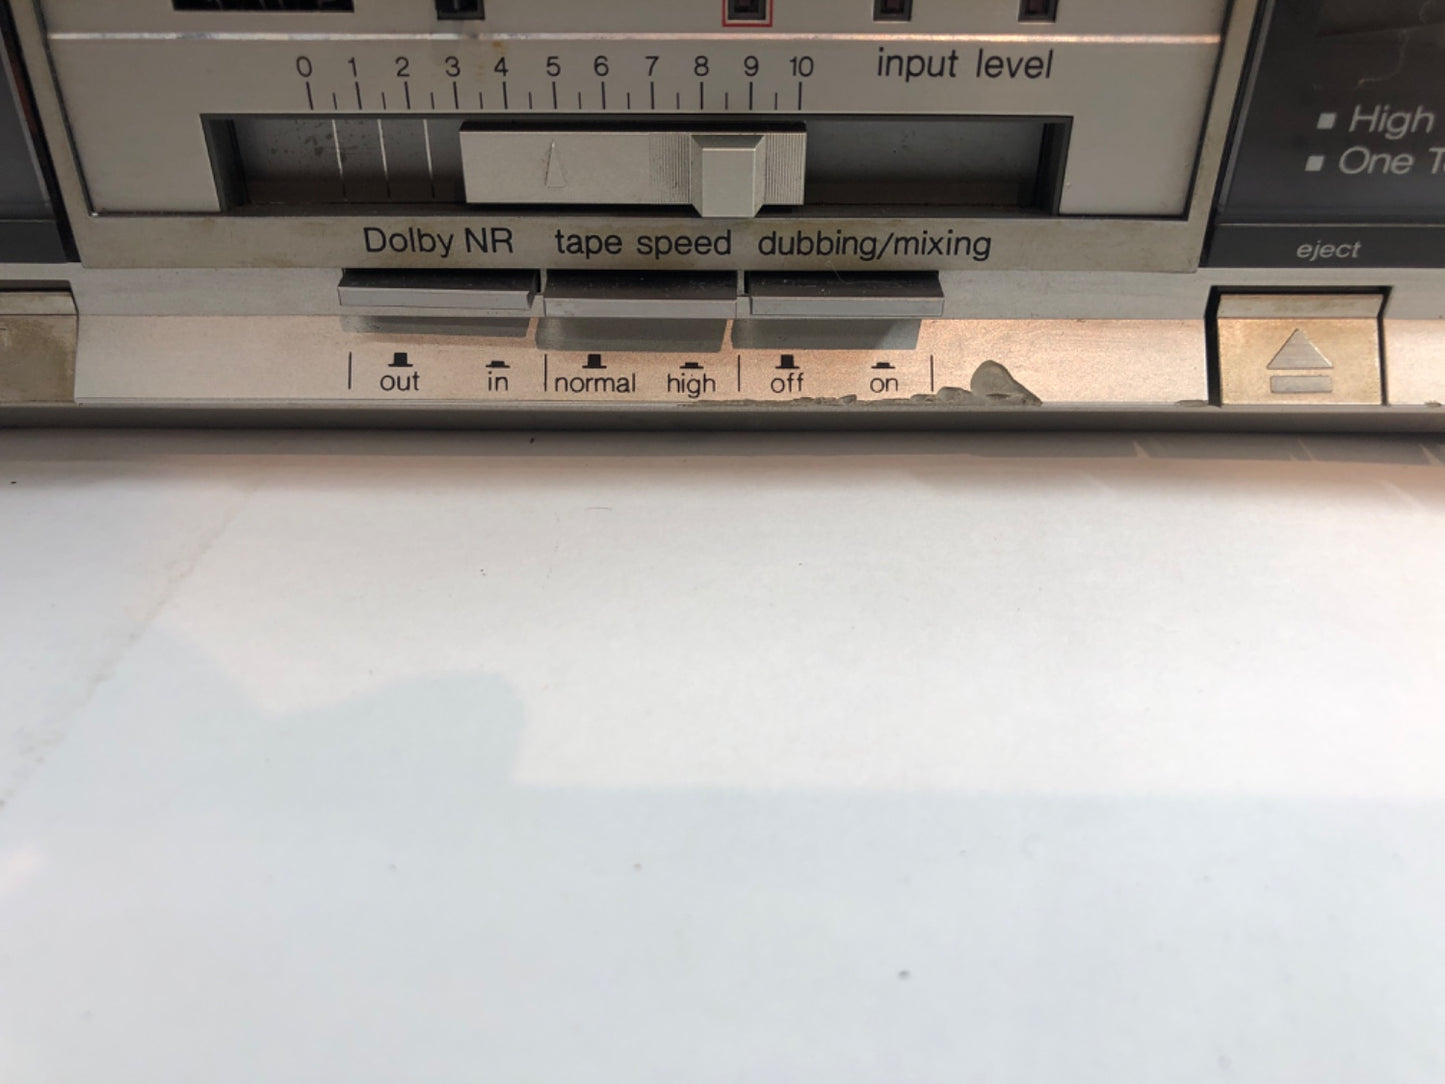 0 1 2 3 4 5 6 7 8 9 10 input level
High
One
Dolby NR tape speed dubbing/mixing
eject
out in normal high off on